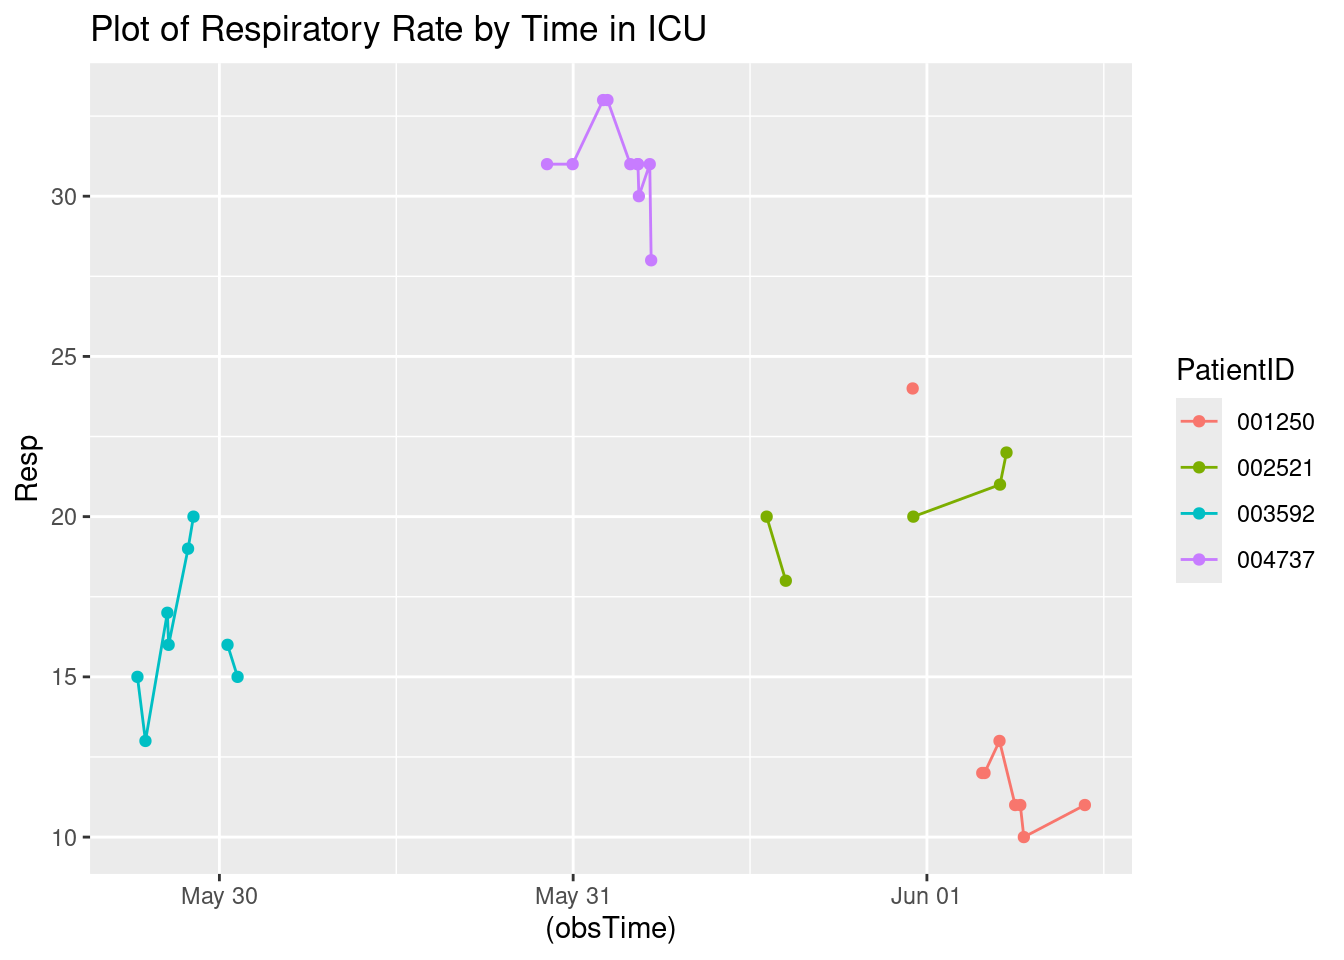 Plot of Respiratory Rate by Time in ICU
Resp
30
25
20
15
10
May 30
May 31
Jun 01
(obsTime)
PatientID
001250
002521
003592
004737